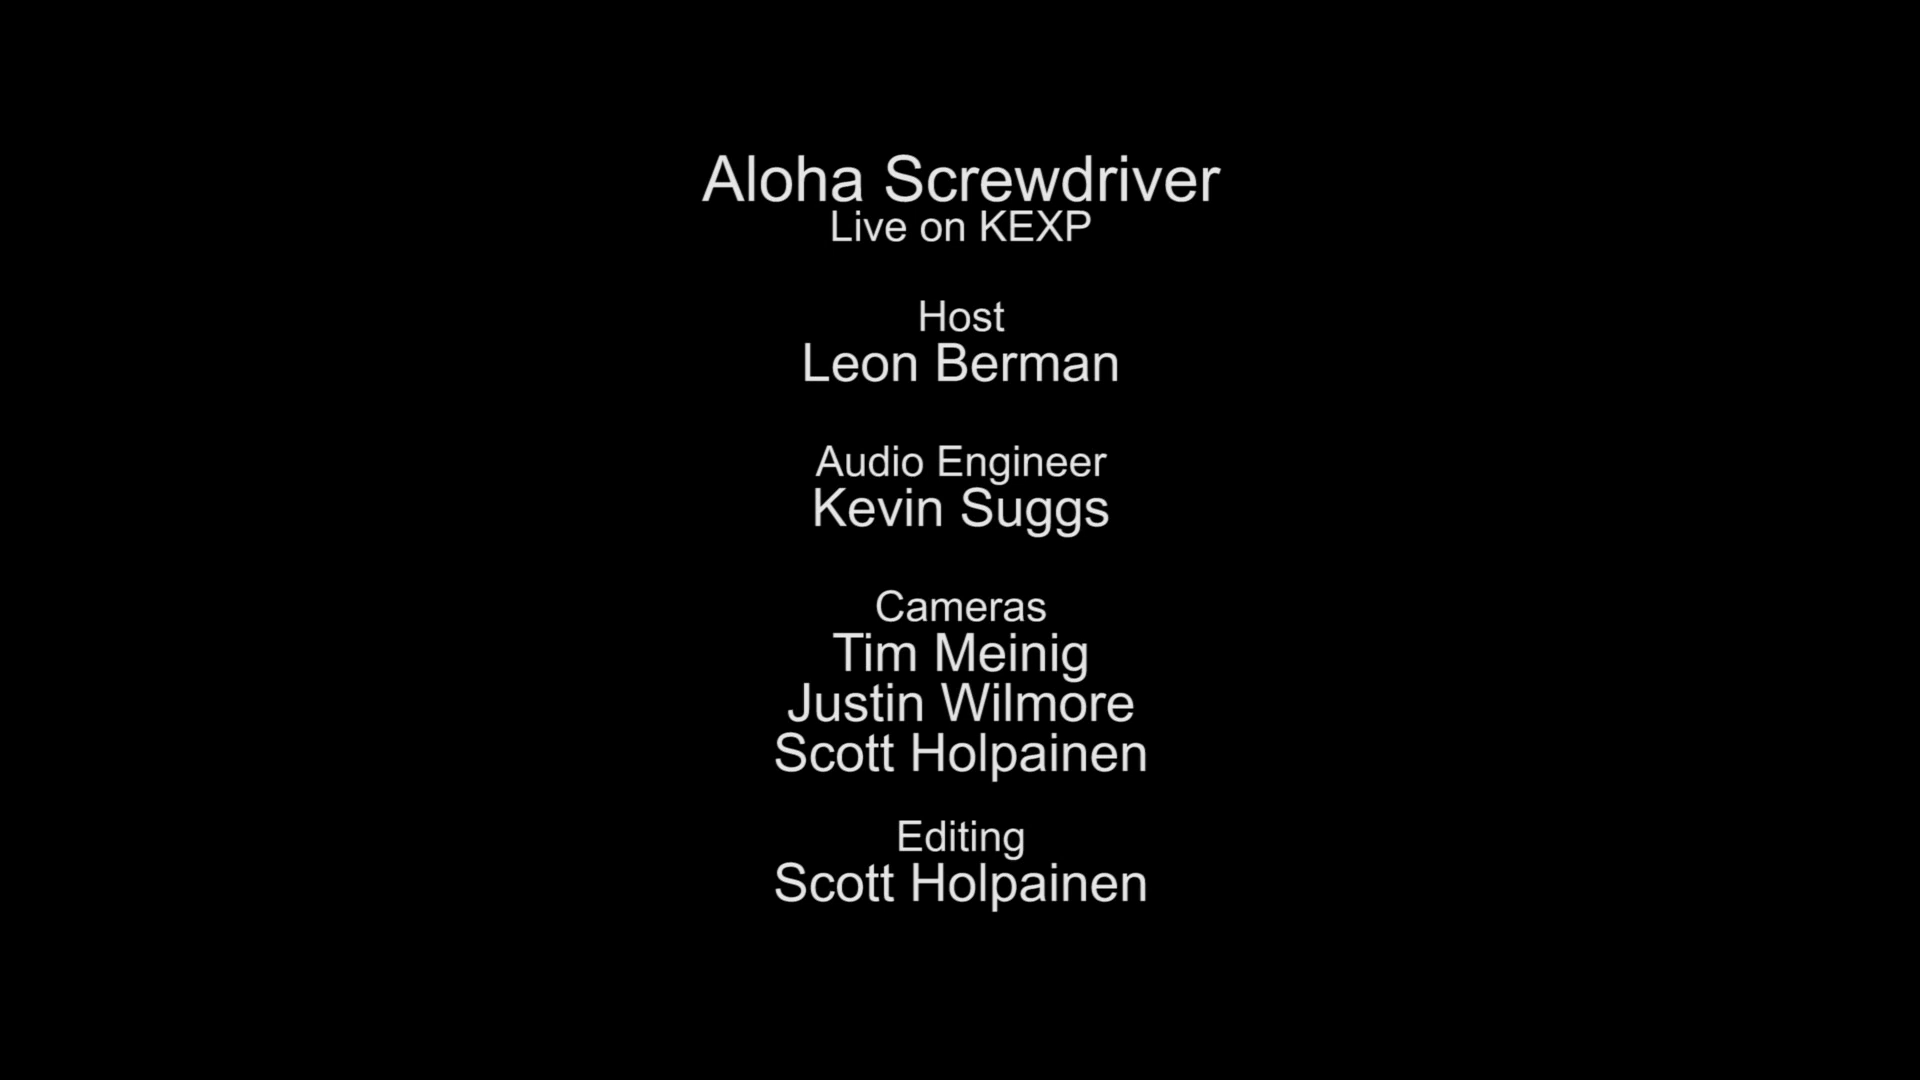 Aloha Screwdriver
Live on KEXP
Host
Leon Berman
Audio Engineer
Kevin Suggs
Cameras
Tim Meinig
Justin Wilmore
Scott Holpainen
Editing
Scott Holpainen